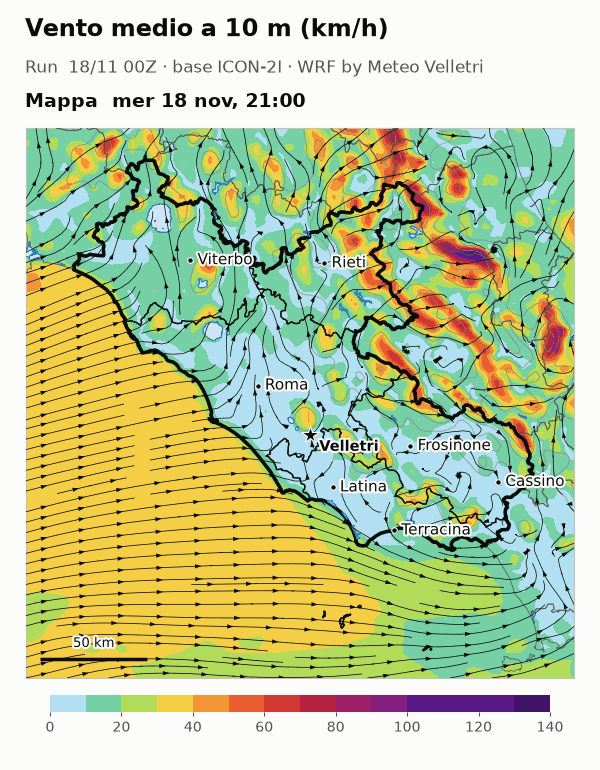 Vento medio a 10 m (km/h)
Run  18/11 00Z · base ICON-2I · WRF by Meteo Velletri
Mappa  mer 18 nov, 21:00
Viterbo
Rieti
Roma
Velletri
Frosinone
Latina
Cassino
Terracina
50 km
0 20 40 60 80 100 120 140